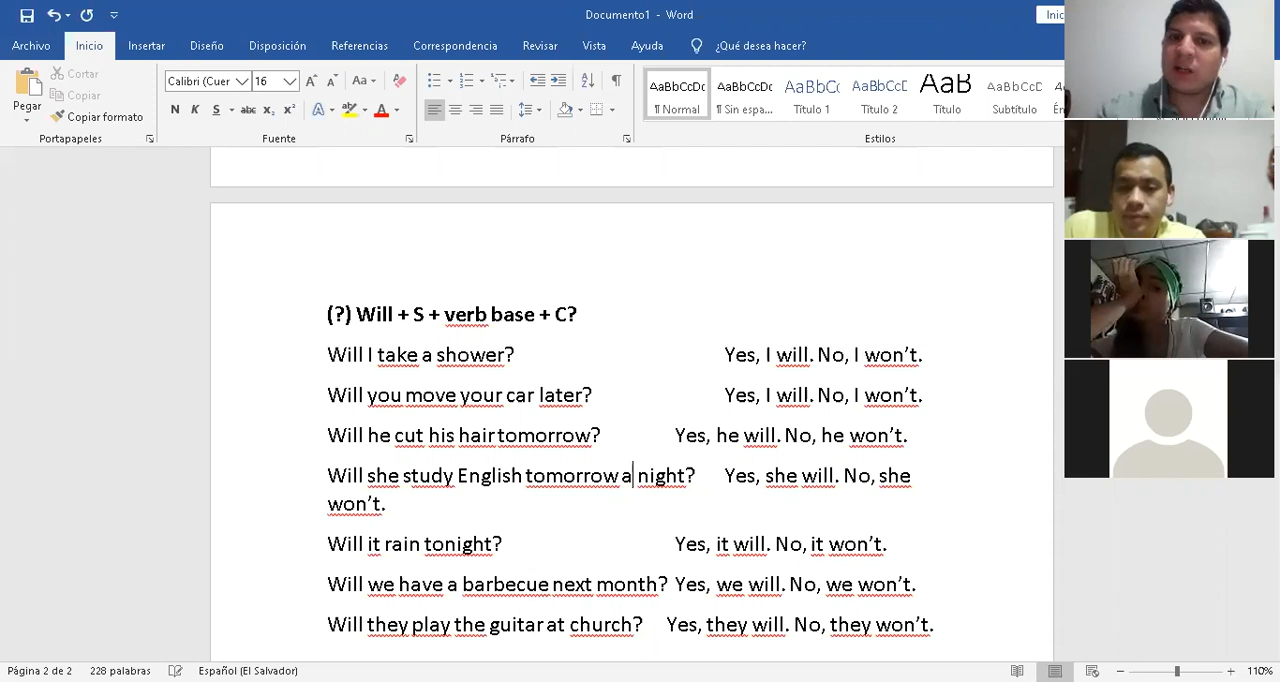 Documento1 - Word
Inic
Archivo Inicio Insertar Diseño Disposición Referencias Correspondencia Revisar Vista Ayuda ¿Qué desea hacer?
Pegar
Cortar
Copiar
Copiar formato
Portapapeles
Calibri (Cuer 16
Aa
N K S abc x₂ x²
Fuente
Párrafo
AaBbCcDc AaBbCcDc AaBbCc AaBbCcD AaB AaBbCcD
¶ Normal ¶ Sin espa... Título 1 Título 2 Título Subtítulo
Estilos
(?) Will + S + verb base + C?
Will I take a shower? Yes, I will. No, I won't.
Will you move your car later? Yes, I will. No, I won't.
Will he cut his hair tomorrow? Yes, he will. No, he won't.
Will she study English tomorrow a night? Yes, she will. No, she
won't.
Will it rain tonight? Yes, it will. No, it won't.
Will we have a barbecue next month? Yes, we will. No, we won't.
Will they play the guitar at church? Yes, they will. No, they won't.
Página 2 de 2 228 palabras Español (El Salvador) 110%